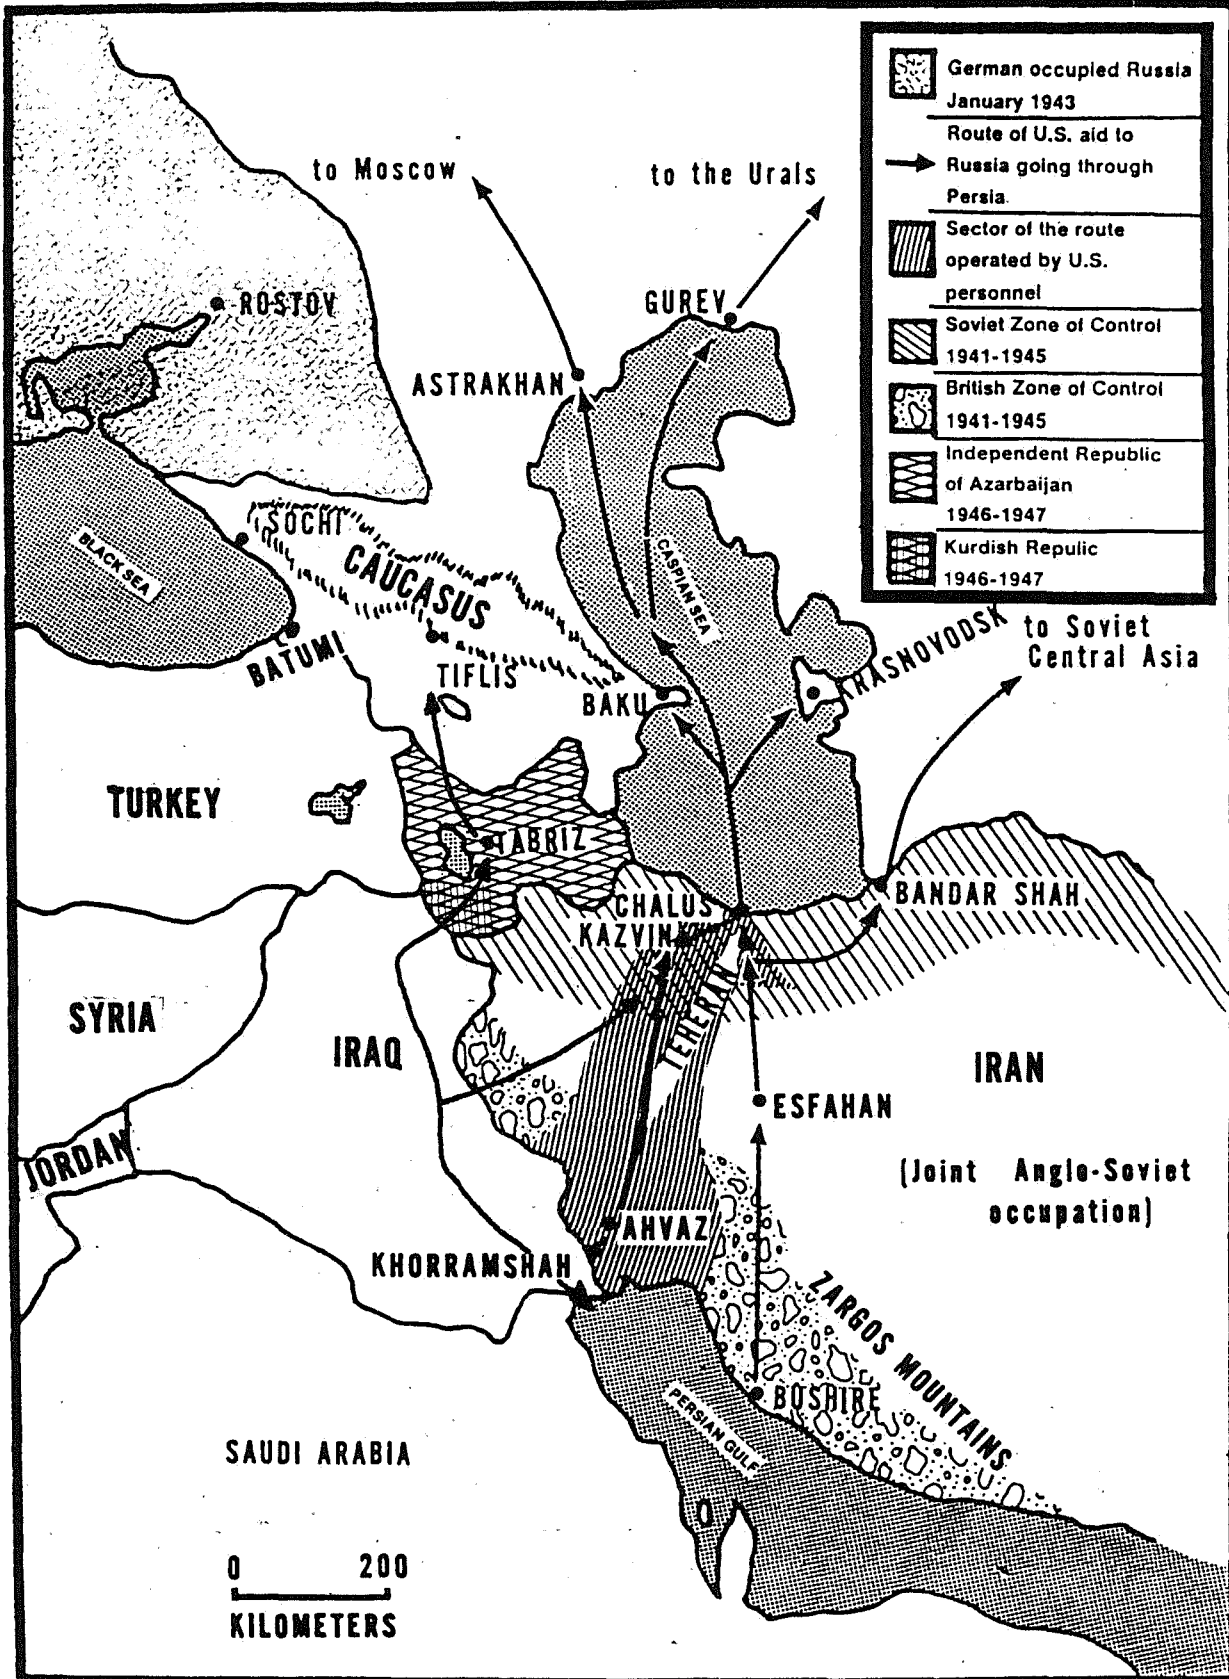 German occupied Russia
January 1943
Route of U.S. aid to
Russia going through
Persia.
Sector of the route
operated by U.S.
personnel
Soviet Zone of Control
1941-1945
British Zone of Control
1941-1945
Independent Republic
of Azarbaijan
1946-1947
Kurdish Repulic
1946-1947
to Moscow
to the Urals
ROSTOV
GUREV
ASTRAKHAN
SOCHI
BLACK SEA
CAUCASUS
CASPIAN SEA
BATUMI
TIFLIS
BAKU
KRASNOVODSK
to Soviet
Central Asia
TURKEY
TABRIZ
CHALUS
BANDAR SHAH
KAZVIN
TEHERAN
SYRIA
IRAQ
IRAN
ESFAHAN
JORDAN
(Joint Anglo-Soviet
occupation)
AHVAZ
KHORRAMSHAH
ZARGOS MOUNTAINS
BUSHIRE
PERSIAN GULF
SAUDI ARABIA
0 200
KILOMETERS